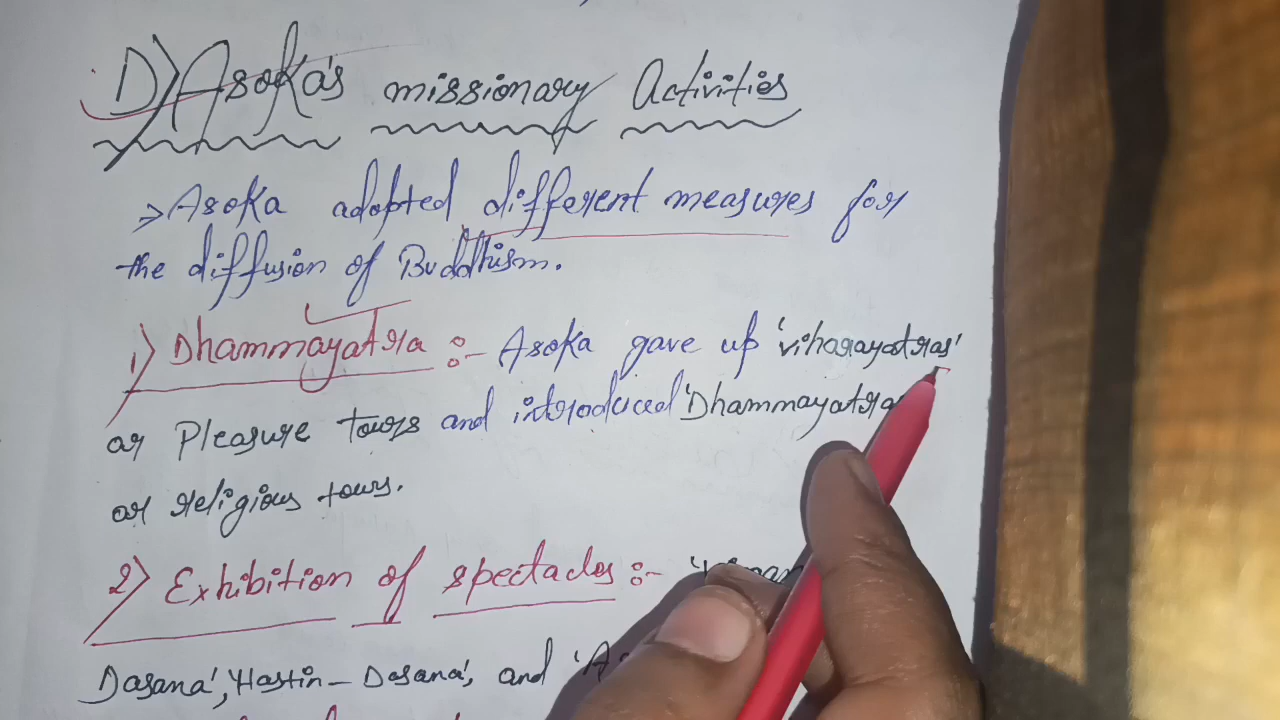 D) Asoka's missionary Activities
> Asoka adopted different measures for
the diffusion of Buddhism.
1) Dhammayatra :- Asoka gave up 'viharayatras'
or Pleasure tours and introduced 'Dhammayatra
or religious tours.
2) Exhibition of spectacles :-
Dasana', 'Hastin-Dasana', and